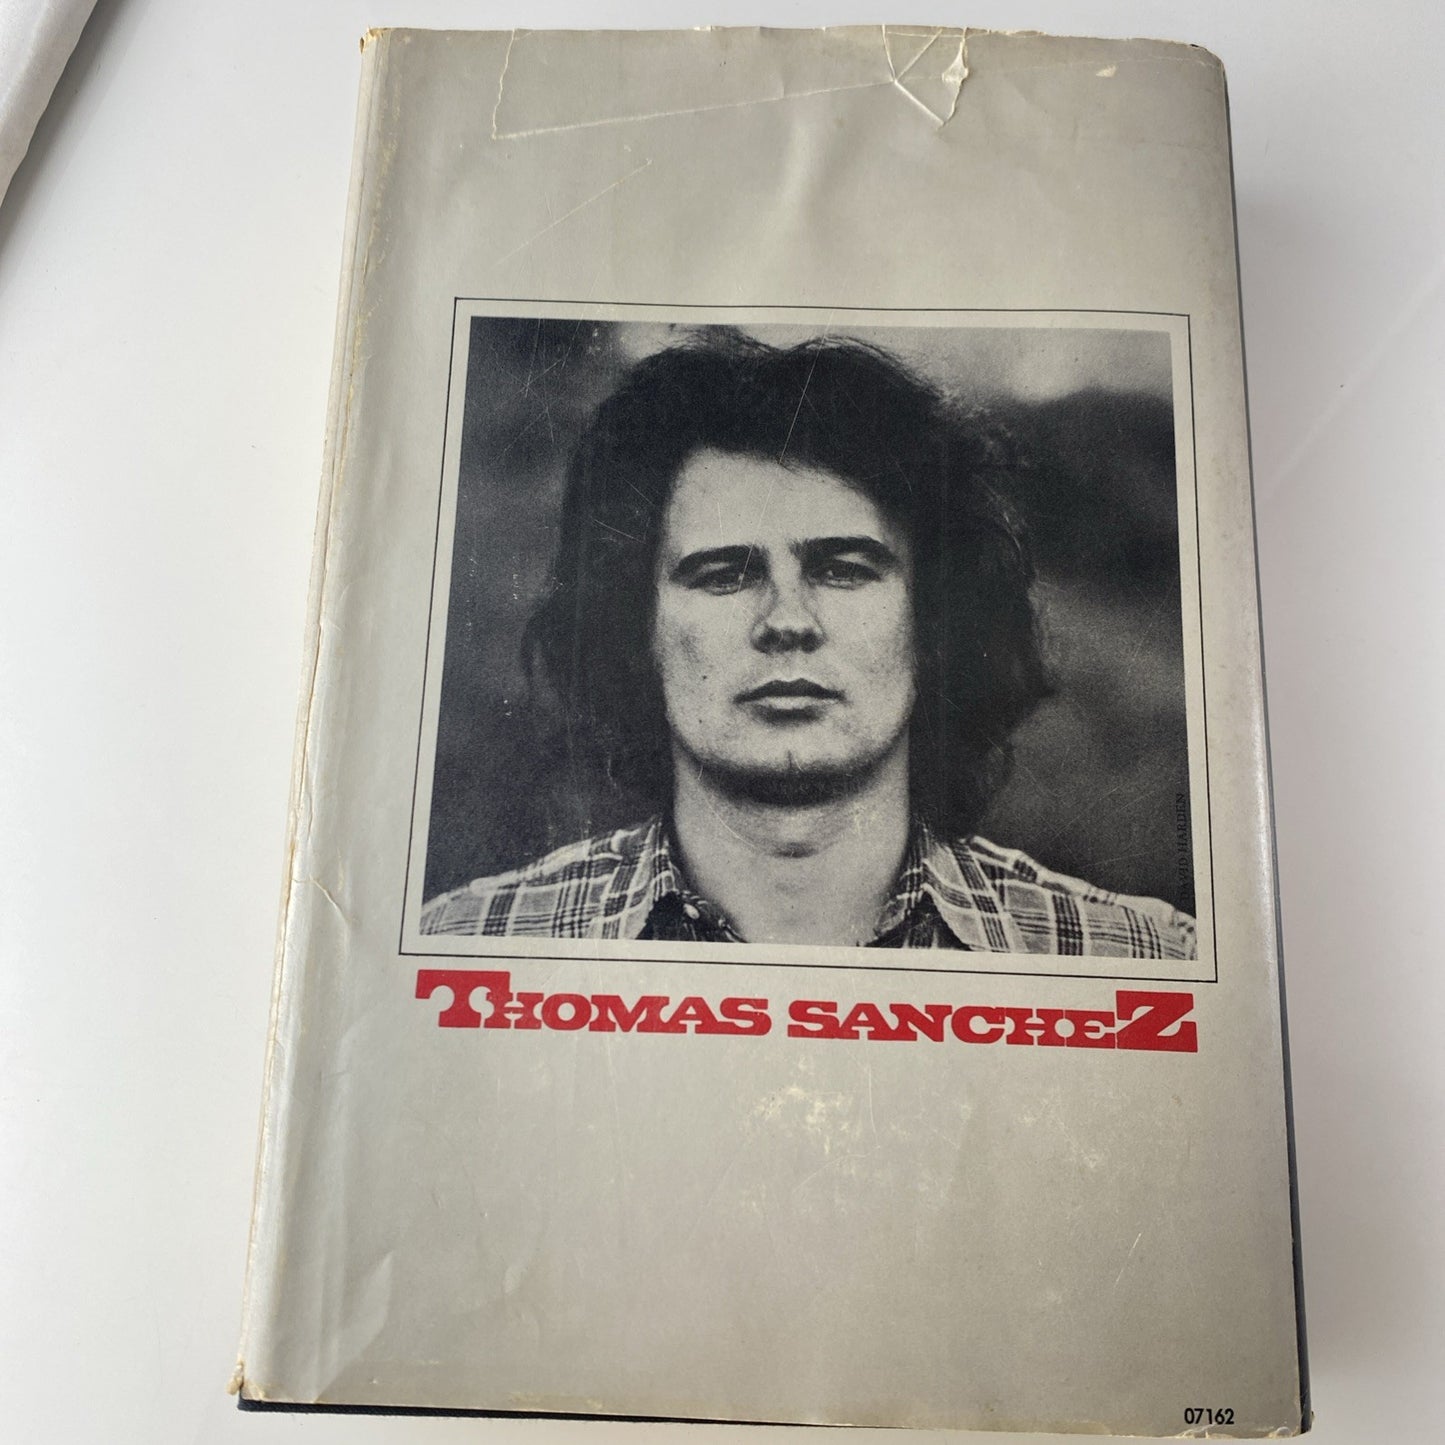 DAVID HARDEN
THOMAS SANCHEZ
07162